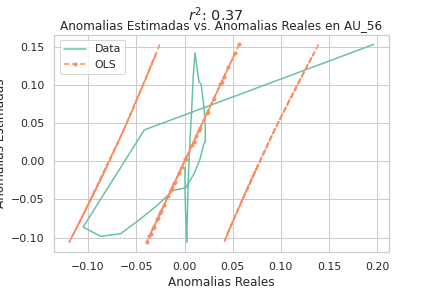 r²: 0.37
Anomalias Estimadas vs. Anomalias Reales en AU_56
Data
OLS
0.15
0.10
0.05
0.00
−0.05
−0.10
−0.10 −0.05 0.00 0.05 0.10 0.15 0.20
Anomalias Reales
Anomalias Estimadas